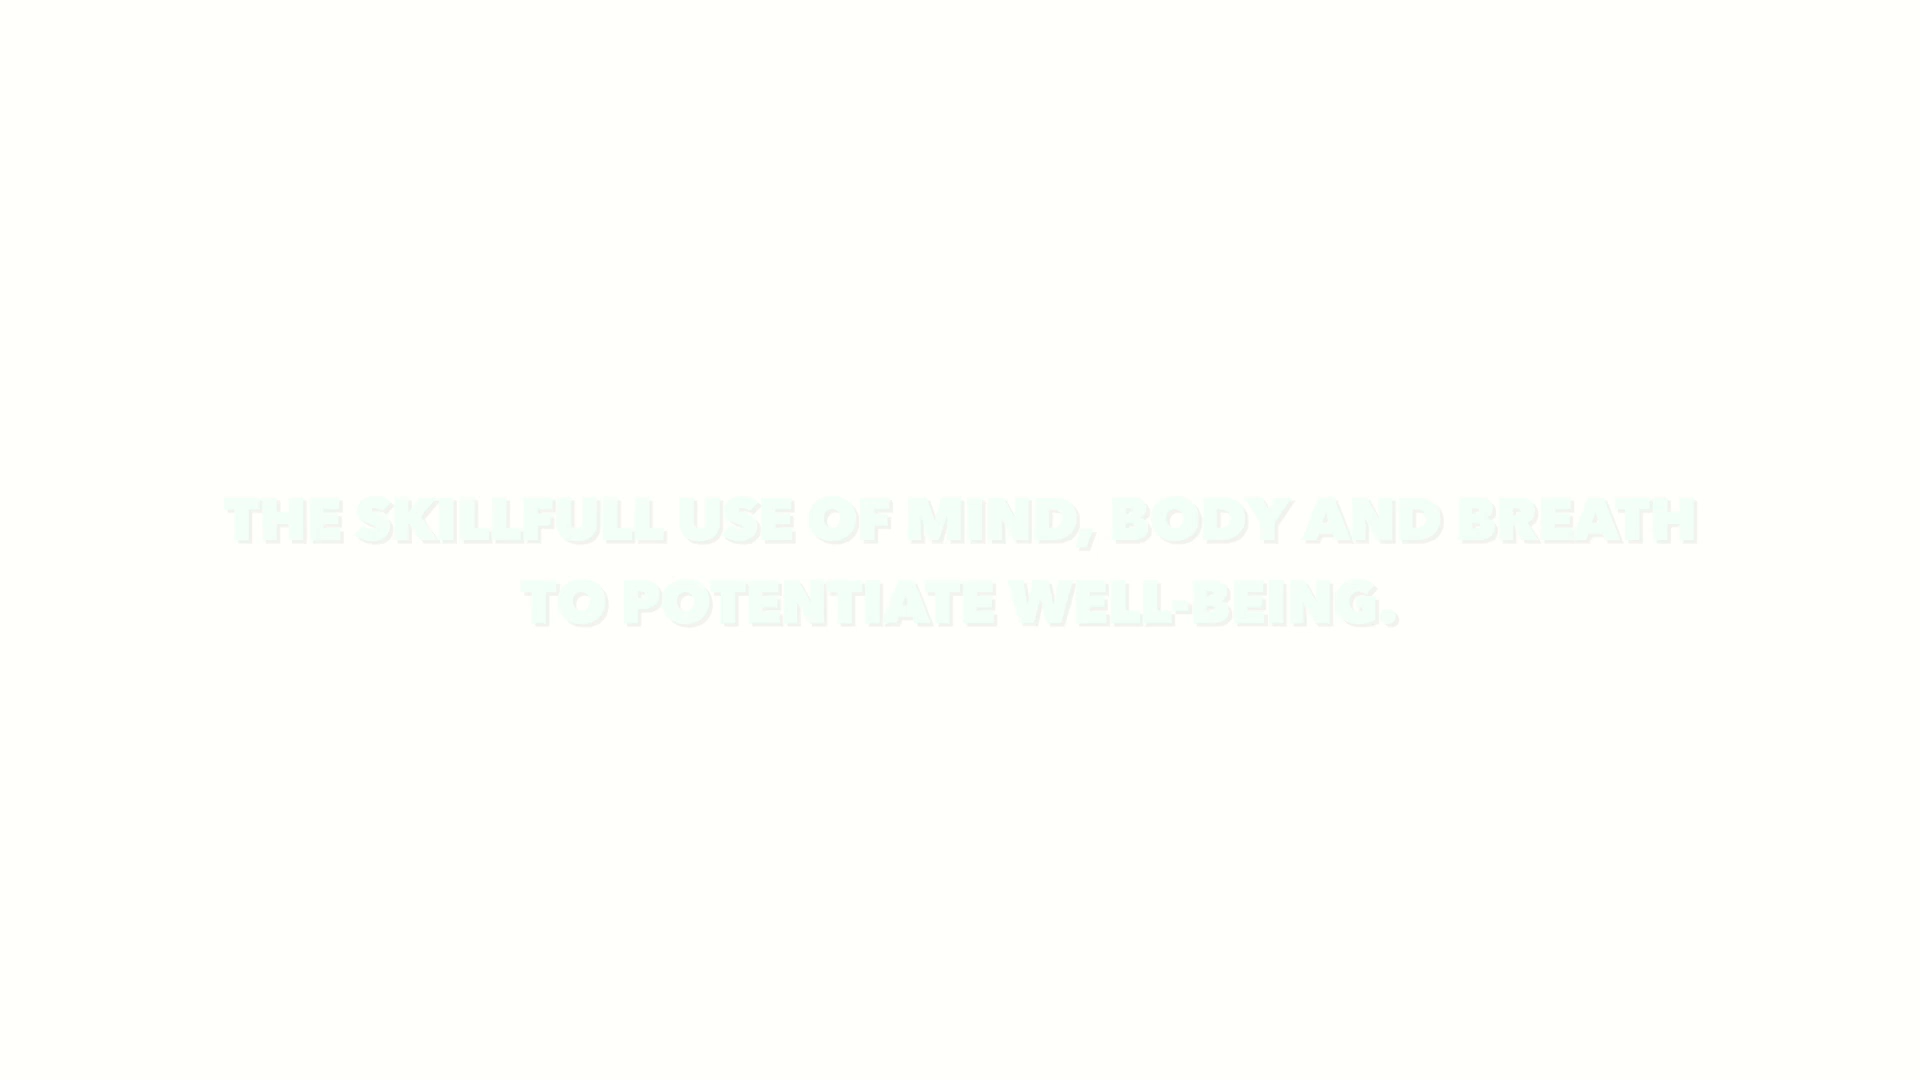 THE SKILLFULL USE OF MIND, BODY AND BREATH
TO POTENTIATE WELL-BEING.